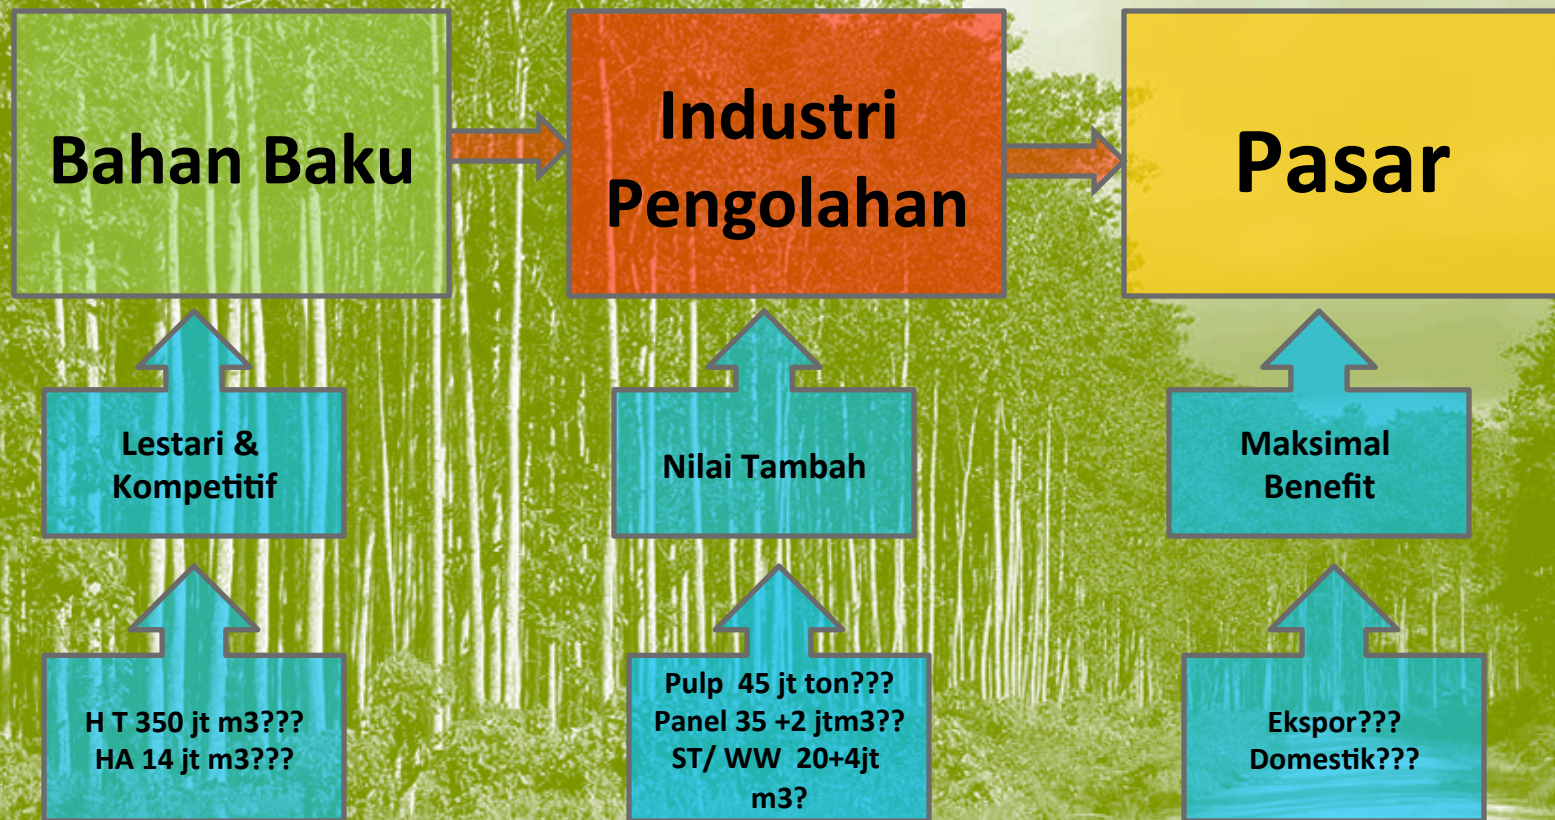 Bahan Baku
Industri
Pengolahan
Pasar
Lestari &
Kompetitif
Nilai Tambah
Maksimal
Benefit
H T 350 jt m3???
HA 14 jt m3???
Pulp  45 jt ton???
Panel 35 +2 jtm3??
ST/ WW  20+4jt
m3?
Ekspor???
Domestik???